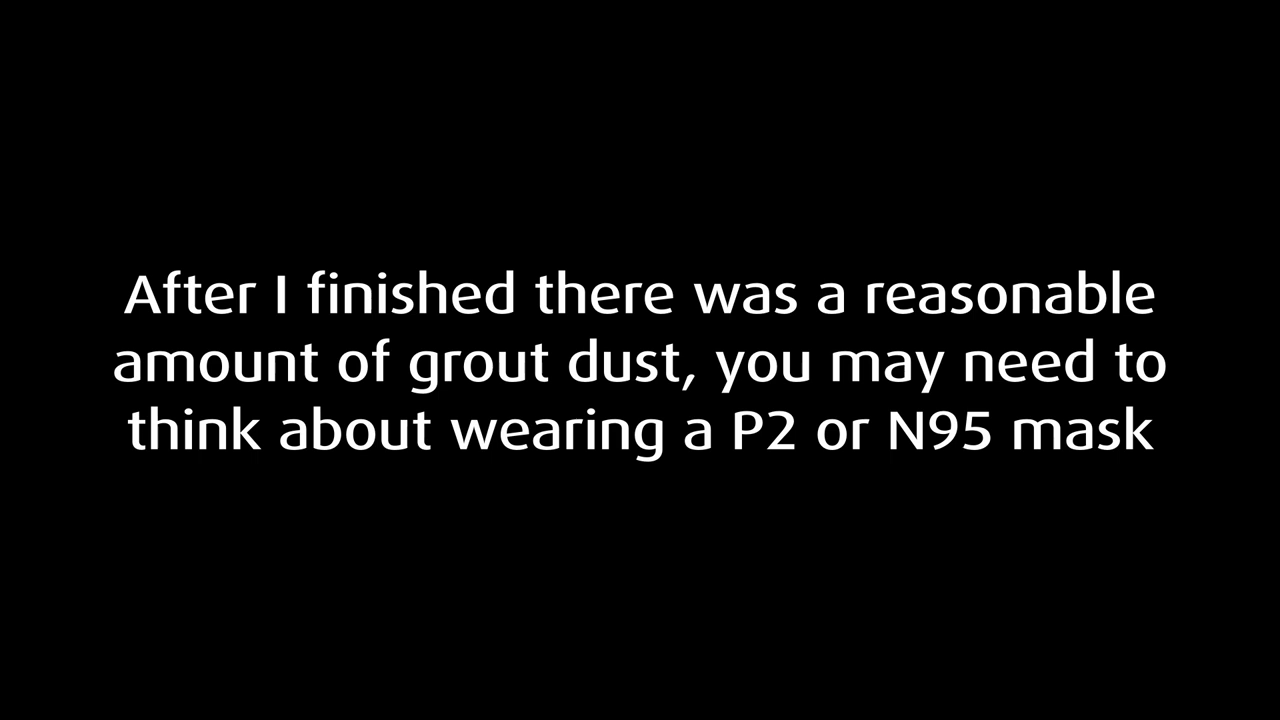 After I finished there was a reasonable
amount of grout dust, you may need to
think about wearing a P2 or N95 mask